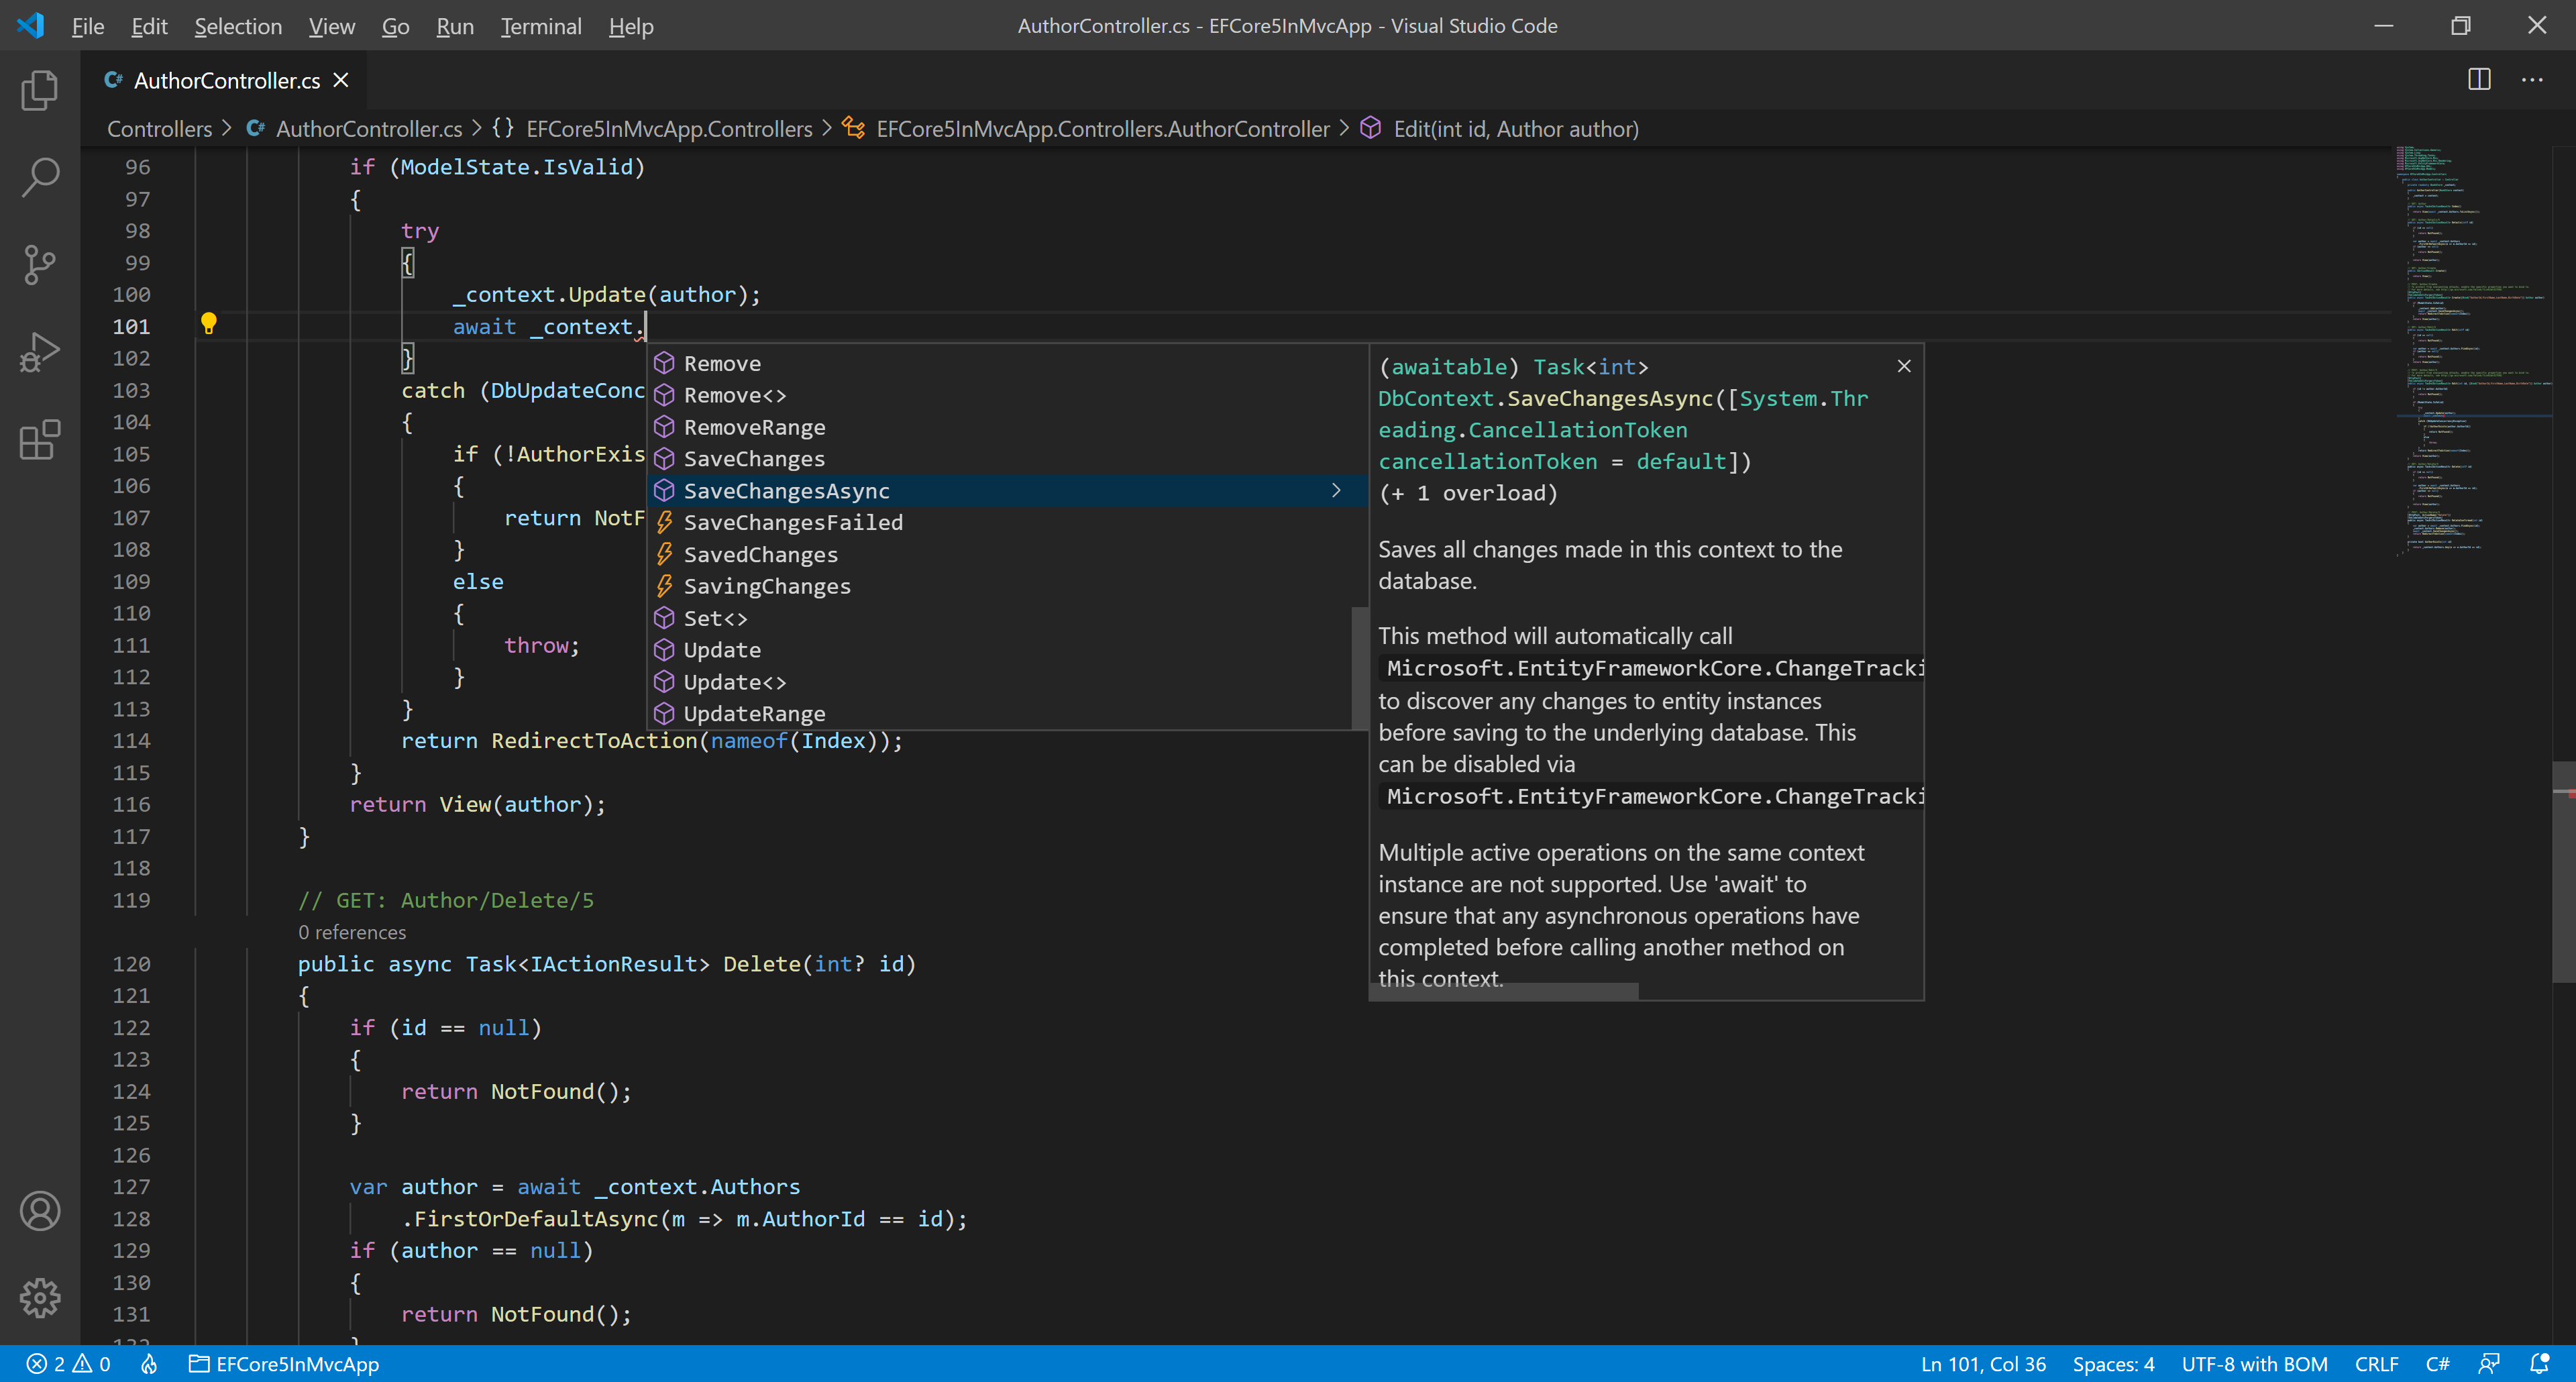 File Edit Selection View Go Run Terminal Help
AuthorController.cs - EFCore5InMvcApp - Visual Studio Code
C# AuthorController.cs
Controllers > C# AuthorController.cs > {} EFCore5InMvcApp.Controllers > EFCore5InMvcApp.Controllers.AuthorController > Edit(int id, Author author)
96 if (ModelState.IsValid)
97 {
98 try
99 {
100 _context.Update(author);
101 await _context.
102 }
103 catch (DbUpdateConc
104 {
105 if (!AuthorExis
106 {
107 return NotF
108 }
109 else
110 {
111 throw;
112 }
113 }
114 return RedirectToAction(nameof(Index));
115 }
116 return View(author);
117 }
118
119 // GET: Author/Delete/5
0 references
120 public async Task<IActionResult> Delete(int? id)
121 {
122 if (id == null)
123 {
124 return NotFound();
125 }
126
127 var author = await _context.Authors
128 .FirstOrDefaultAsync(m => m.AuthorId == id);
129 if (author == null)
130 {
131 return NotFound();
Remove
Remove<>
RemoveRange
SaveChanges
SaveChangesAsync
SaveChangesFailed
SavedChanges
SavingChanges
Set<>
Update
Update<>
UpdateRange
(awaitable) Task<int>
DbContext.SaveChangesAsync([System.Thr
eading.CancellationToken
cancellationToken = default])
(+ 1 overload)
Saves all changes made in this context to the
database.
This method will automatically call
Microsoft.EntityFrameworkCore.ChangeTracki
to discover any changes to entity instances
before saving to the underlying database. This
can be disabled via
Microsoft.EntityFrameworkCore.ChangeTracki
Multiple active operations on the same context
instance are not supported. Use 'await' to
ensure that any asynchronous operations have
completed before calling another method on
this context.
2 0 EFCore5InMvcApp
Ln 101, Col 36 Spaces: 4 UTF-8 with BOM CRLF C#